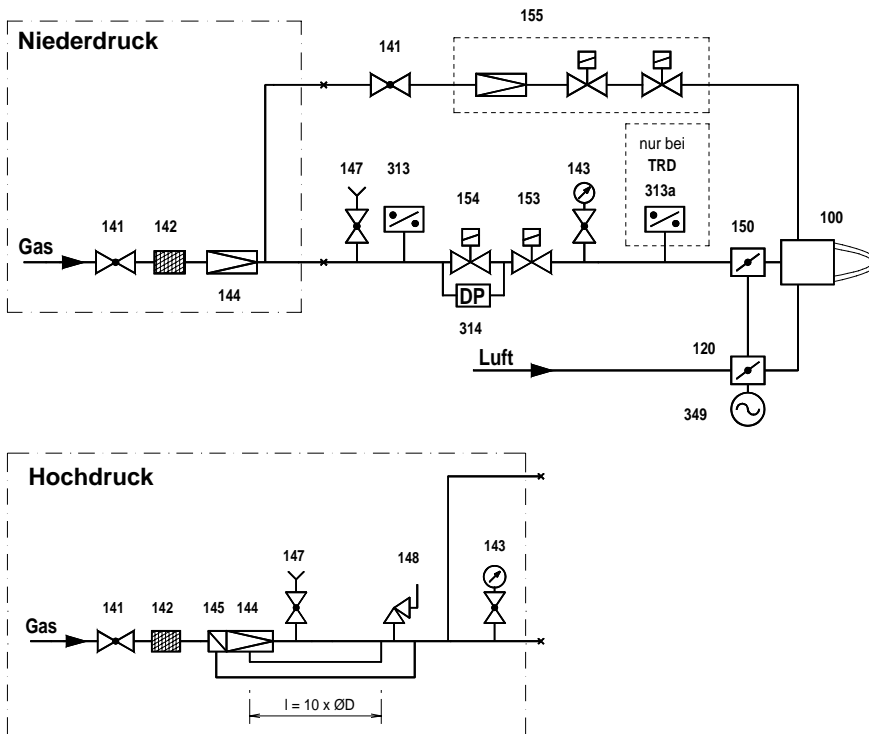 Niederdruck
155
141
nur bei
TRD
313a
147
313
154
153
143
150
100
141
142
Gas
144
DP
314
Luft
120
349
Hochdruck
147
148
143
141
142
145
144
Gas
l = 10 x ØD